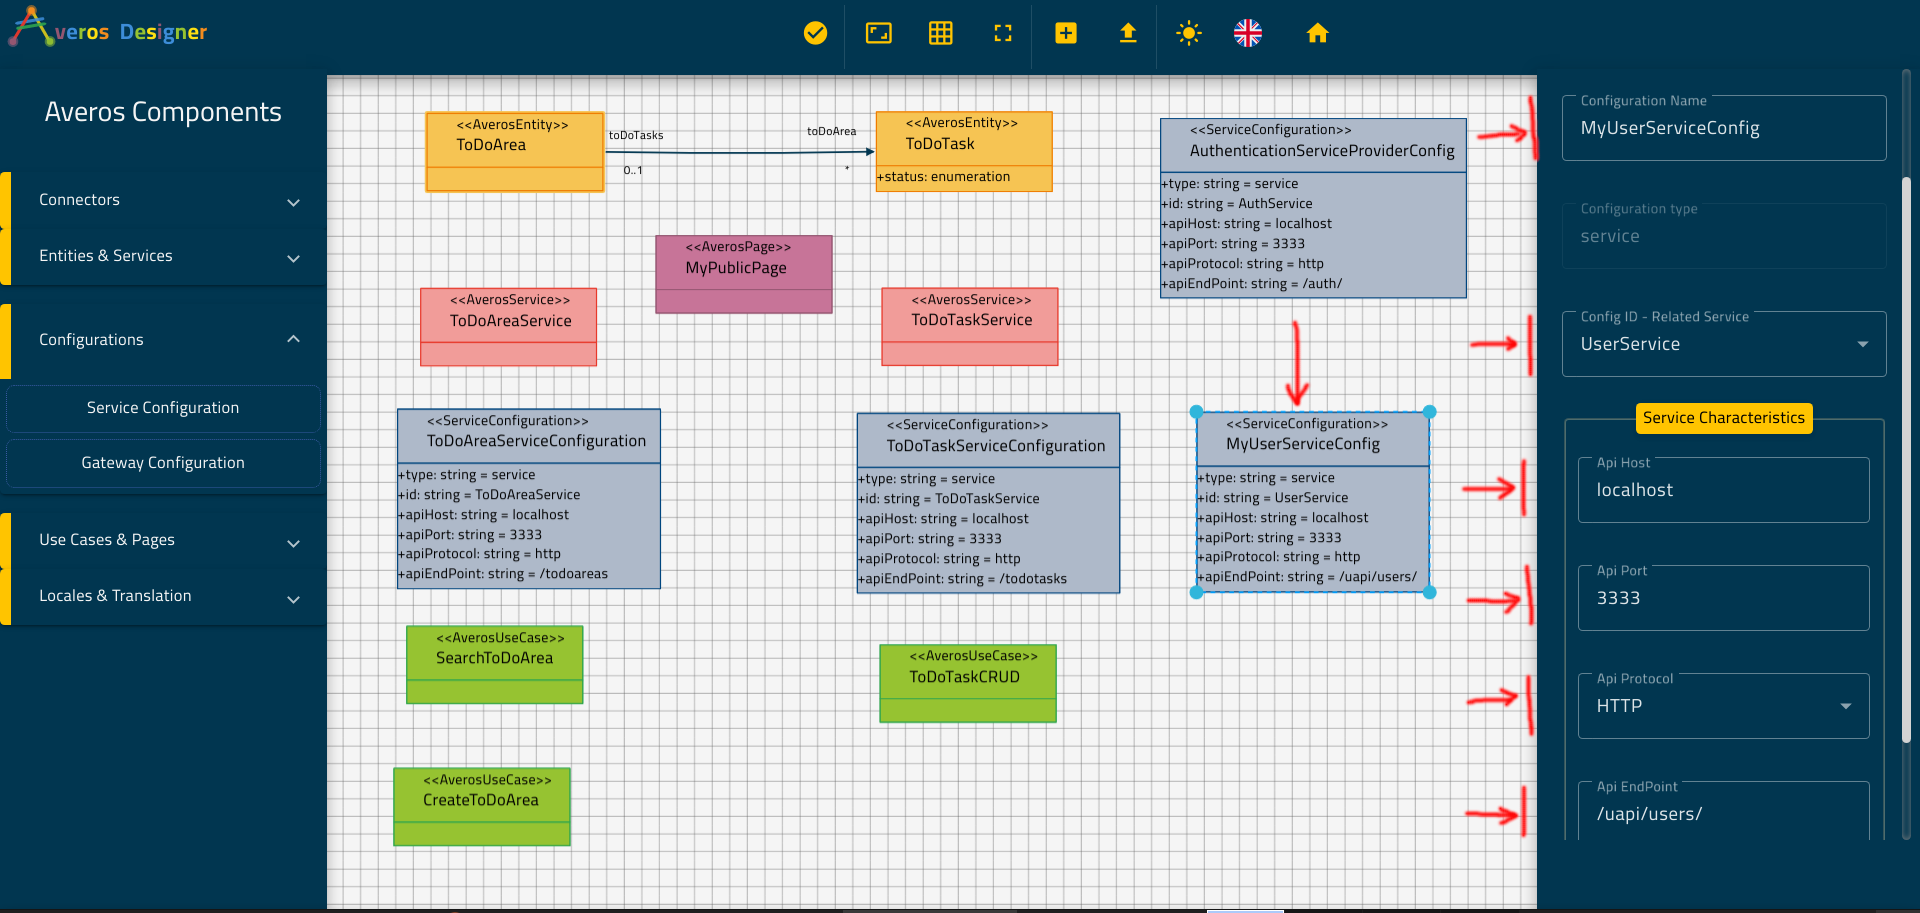 Averos Designer
Averos Components
Connectors
Entities & Services
Configurations
Service Configuration
Gateway Configuration
Use Cases & Pages
Locales & Translation
<<AverosEntity>>
ToDoArea
toDoTasks
0..1
toDoArea
*
<<AverosEntity>>
ToDoTask
+status: enumeration
<<ServiceConfiguration>>
AuthenticationServiceProviderConfig
+type: string = service
+id: string = AuthService
+apiHost: string = localhost
+apiPort: string = 3333
+apiProtocol: string = http
+apiEndPoint: string = /auth/
<<AverosPage>>
MyPublicPage
<<AverosService>>
ToDoAreaService
<<AverosService>>
ToDoTaskService
<<ServiceConfiguration>>
ToDoAreaServiceConfiguration
+type: string = service
+id: string = ToDoAreaService
+apiHost: string = localhost
+apiPort: string = 3333
+apiProtocol: string = http
+apiEndPoint: string = /todoareas
<<ServiceConfiguration>>
ToDoTaskServiceConfiguration
+type: string = service
+id: string = ToDoTaskService
+apiHost: string = localhost
+apiPort: string = 3333
+apiProtocol: string = http
+apiEndPoint: string = /todotasks
<<ServiceConfiguration>>
MyUserServiceConfig
+type: string = service
+id: string = UserService
+apiHost: string = localhost
+apiPort: string = 3333
+apiProtocol: string = http
+apiEndPoint: string = /uapi/users/
<<AverosUseCase>>
SearchToDoArea
<<AverosUseCase>>
ToDoTaskCRUD
<<AverosUseCase>>
CreateToDoArea
Configuration Name
MyUserServiceConfig
Configuration type
service
Config ID - Related Service
UserService
Service Characteristics
Api Host
localhost
Api Port
3333
Api Protocol
HTTP
Api EndPoint
/uapi/users/